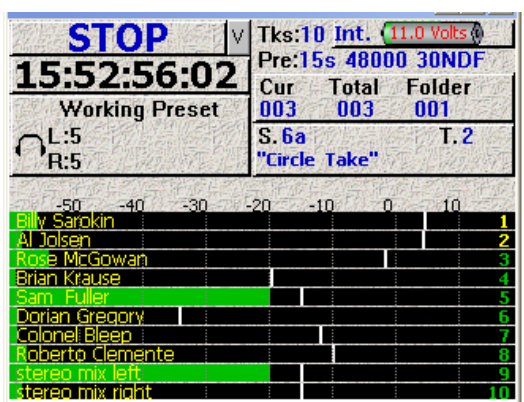 STOP V
15:52:56:02
Working Preset
L:5
R:5
Tks:10 Int. 11.0 Volts
Pre:15s 48000 30NDF
Cur Total Folder
003 003 001
S.6a T.2
"Circle Take"
-50 -40 -30 -20 -10 0 10
Billy Sarokin 1
Al Jolsen 2
Rose McGowan 3
Brian Krause 4
Sam Fuller 5
Dorian Gregory 6
Colonel Bleep 7
Roberto Clemente 8
stereo mix left 9
stereo mix right 10